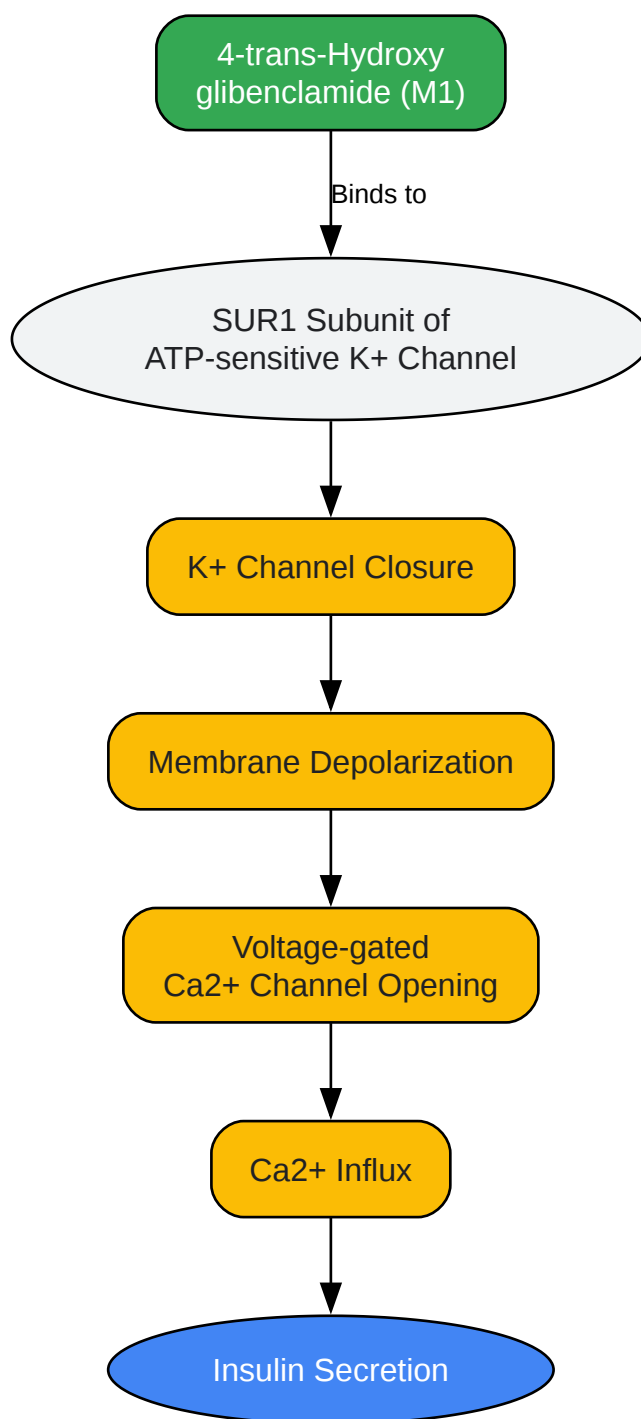 4-trans-Hydroxy
glibenclamide (M1)
Binds to
SUR1 Subunit of
ATP-sensitive K+ Channel
K+ Channel Closure
Membrane Depolarization
Voltage-gated
Ca2+ Channel Opening
Ca2+ Influx
Insulin Secretion